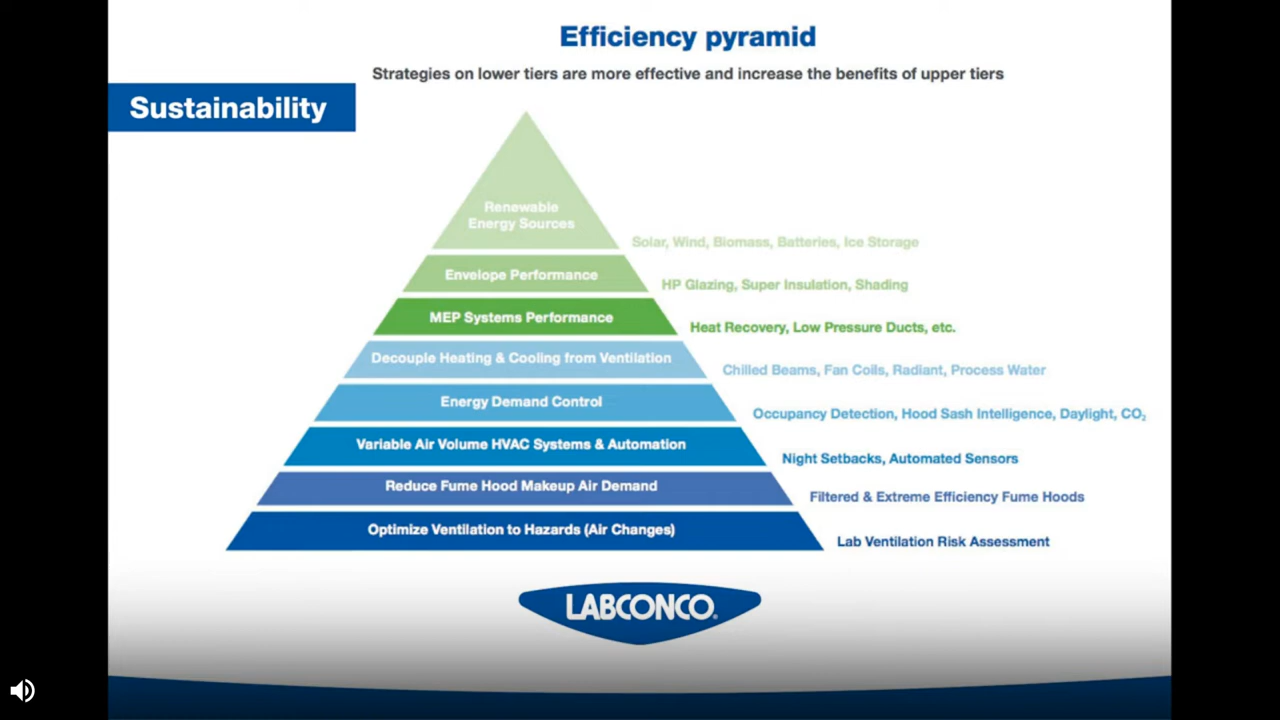 Efficiency pyramid
Strategies on lower tiers are more effective and increase the benefits of upper tiers
Sustainability
Renewable
Energy Sources
Solar, Wind, Biomass, Batteries, Ice Storage
Envelope Performance
HP Glazing, Super Insulation, Shading
MEP Systems Performance
Heat Recovery, Low Pressure Ducts, etc.
Decouple Heating & Cooling from Ventilation
Chilled Beams, Fan Coils, Radiant, Process Water
Energy Demand Control
Occupancy Detection, Hood Sash Intelligence, Daylight, CO₂
Variable Air Volume HVAC Systems & Automation
Night Setbacks, Automated Sensors
Reduce Fume Hood Makeup Air Demand
Filtered & Extreme Efficiency Fume Hoods
Optimize Ventilation to Hazards (Air Changes)
Lab Ventilation Risk Assessment
LABCONCO®